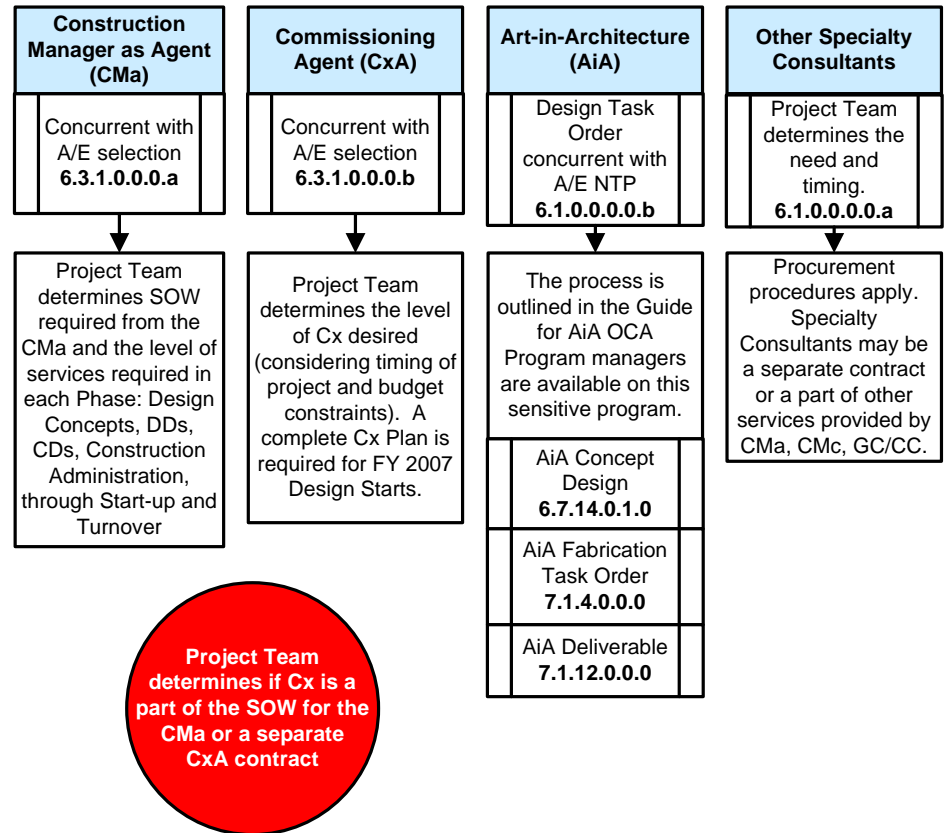 Construction
Manager as Agent
(CMa)
Concurrent with
A/E selection
6.3.1.0.0.0.a
Project Team
determines SOW
required from the
CMa and the level of
services required in
each Phase: Design
Concepts, DDs,
CDs, Construction
Administration,
through Start-up and
Turnover
Commissioning
Agent (CxA)
Concurrent with
A/E selection
6.3.1.0.0.0.b
Project Team
determines the level
of Cx desired
(considering timing of
project and budget
constraints).  A
complete Cx Plan is
required for FY 2007
Design Starts.
Art-in-Architecture
(AiA)
Design Task
Order
concurrent with
A/E NTP
6.1.0.0.0.0.b
The process is
outlined in the Guide
for AiA OCA
Program managers
are available on this
sensitive program.
AiA Concept
Design
6.7.14.0.1.0
AiA Fabrication
Task Order
7.1.4.0.0.0
AiA Deliverable
7.1.12.0.0.0
Other Specialty
Consultants
Project Team
determines the
need and
timing.
6.1.0.0.0.0.a
Procurement
procedures apply.
Specialty
Consultants may be
a separate contract
or a part of other
services provided by
CMa, CMc, GC/CC.
Project Team
determines if Cx is a
part of the SOW for the
CMa or a separate
CxA contract